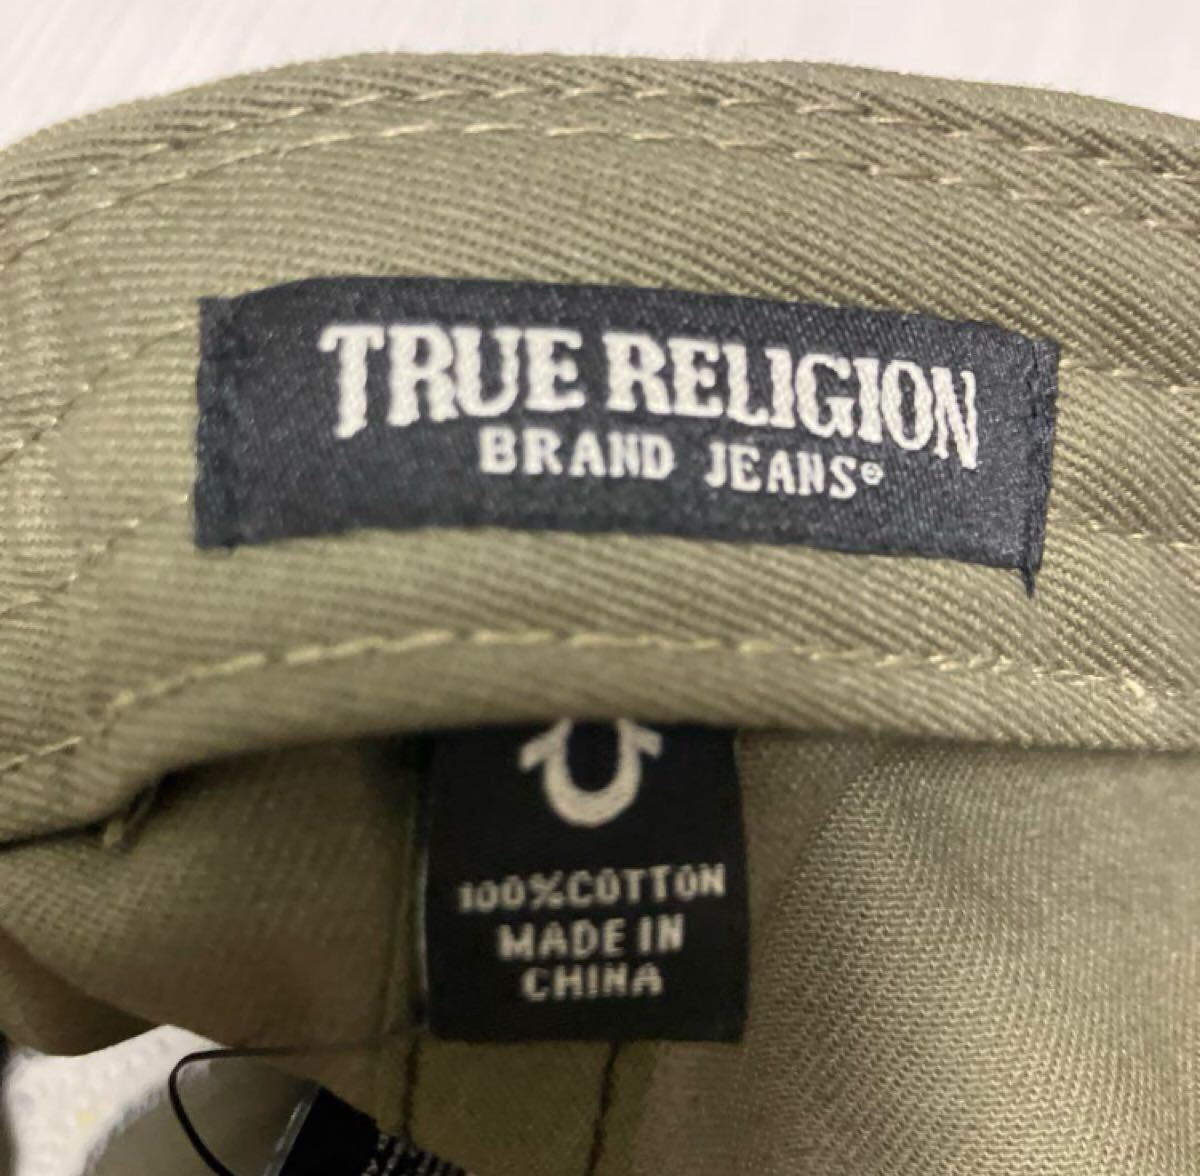 TRUE RELIGION
BRAND JEANS®
100% COTTON
MADE IN
CHINA